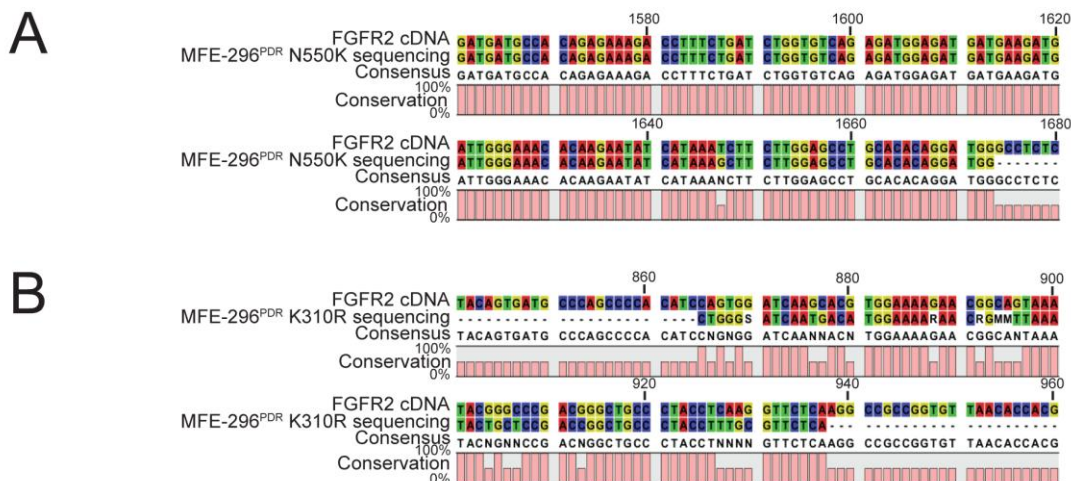 A
1580 1600 1620
FGFR2 cDNA GATGATGCCA CAGAGAAAGA CCTTTCTGAT CTGGTGTCAG AGATGGAGAT GATGAAGATG
MFE-296PDR N550K sequencing GATGATGCCA CAGAGAAAGA CCTTTCTGAT CTGGTGTCAG AGATGGAGAT GATGAAGATG
Consensus GATGATGCCA CAGAGAAAGA CCTTTCTGAT CTGGTGTCAG AGATGGAGAT GATGAAGATG
100%
Conservation
0%
1640 1660 1680
FGFR2 cDNA ATTGGGAAAC ACAAGAATAT CATAAATCTT CTTGGAGCCT GCACACAGGA TGGGCCTCTC
MFE-296PDR N550K sequencing ATTGGGAAAC ACAAGAATAT CATAAAGCTT CTTGGAGCCT GCACACAGGA TGG-------
Consensus ATTGGGAAAC ACAAGAATAT CATAAANCTT CTTGGAGCCT GCACACAGGA TGGGCCTCTC
100%
Conservation
0%
B
860 880 900
FGFR2 cDNA TACAGTGATG CCCAGCCCCA CATCCAGTGG ATCAAGCACG TGGAAAAGAA CGGCAGTAAA
MFE-296PDR K310R sequencing ---------- ---------- ----CTGGGS ATCAATGACA TGGAAAARAA CRGMMTTAAA
Consensus TACAGTGATG CCCAGCCCCA CATCCNGNGG ATCAANNACN TGGAAAAGAA CGGCANTAAA
100%
Conservation
0%
920 940 960
FGFR2 cDNA TACGGGCCCG ACGGGCTGCC CTACCTCAAG GTTCTCAAGG CCGCCGGTGT TAACACCACG
MFE-296PDR K310R sequencing TACTGCTCCG ACCGGCTGCC CTACCTTTGC GTTCTCA--- ---------- ----------
Consensus TACNGNNCCG ACNGGCTGCC CTACCTNNNN GTTCTCAAGG CCGCCGGTGT TAACACCACG
100%
Conservation
0%